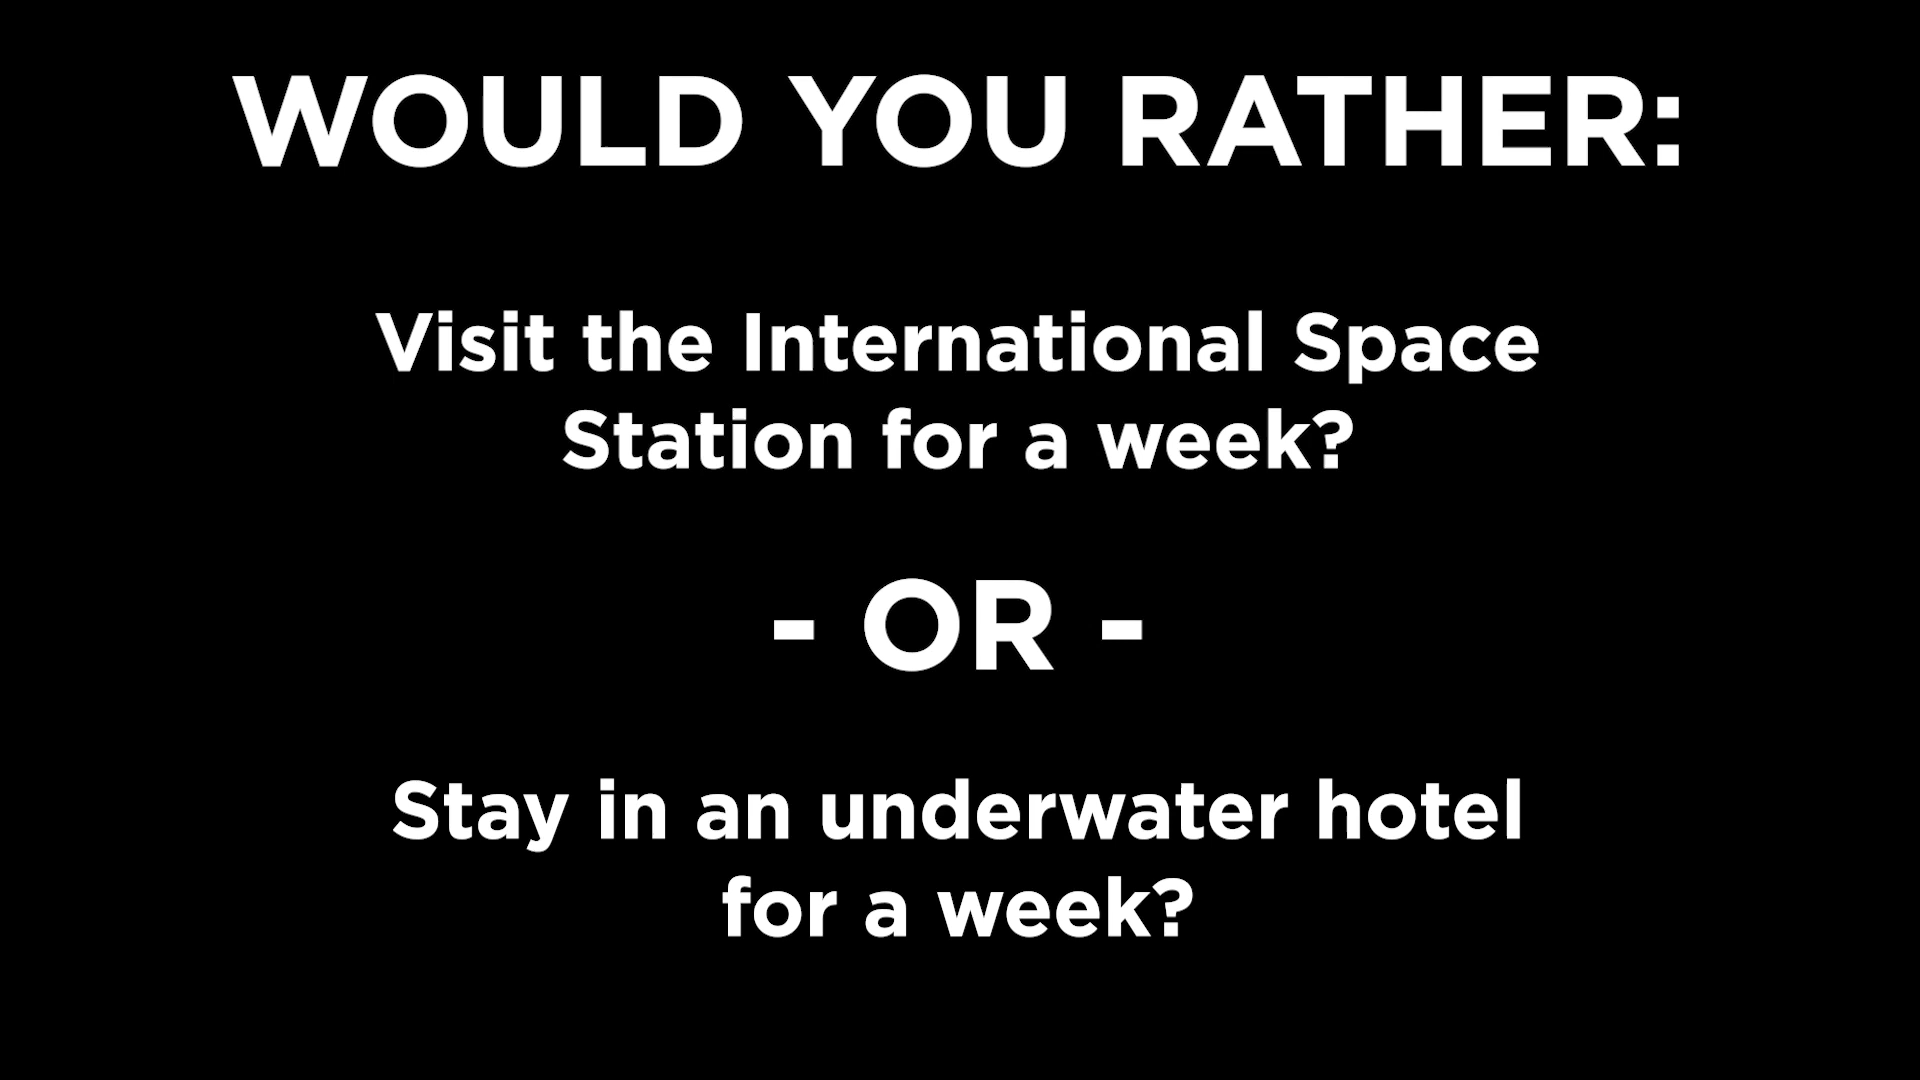 WOULD YOU RATHER:
Visit the International Space
Station for a week?
- OR -
Stay in an underwater hotel
for a week?